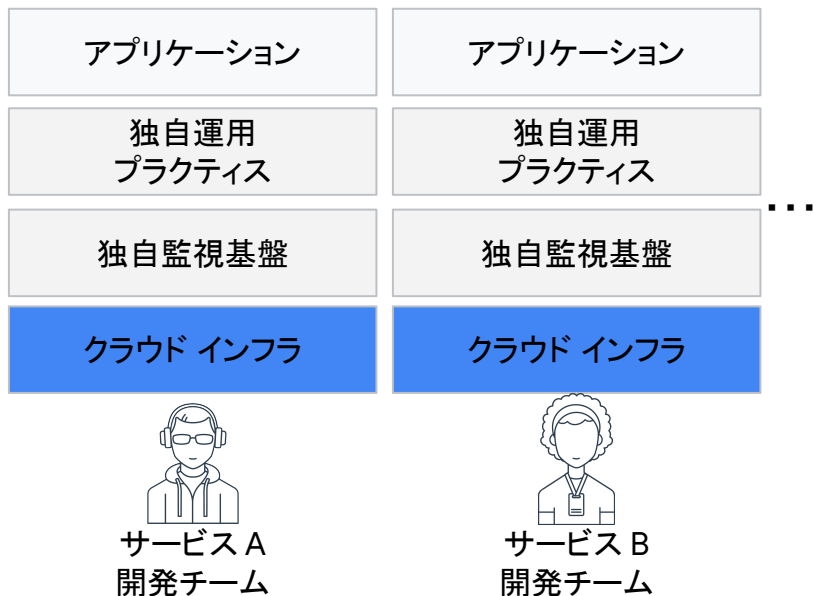 アプリケーション
独自運用
プラクティス
独自監視基盤
クラウド インフラ
サービス A
開発チーム
アプリケーション
独自運用
プラクティス
独自監視基盤
クラウド インフラ
サービス B
開発チーム
...